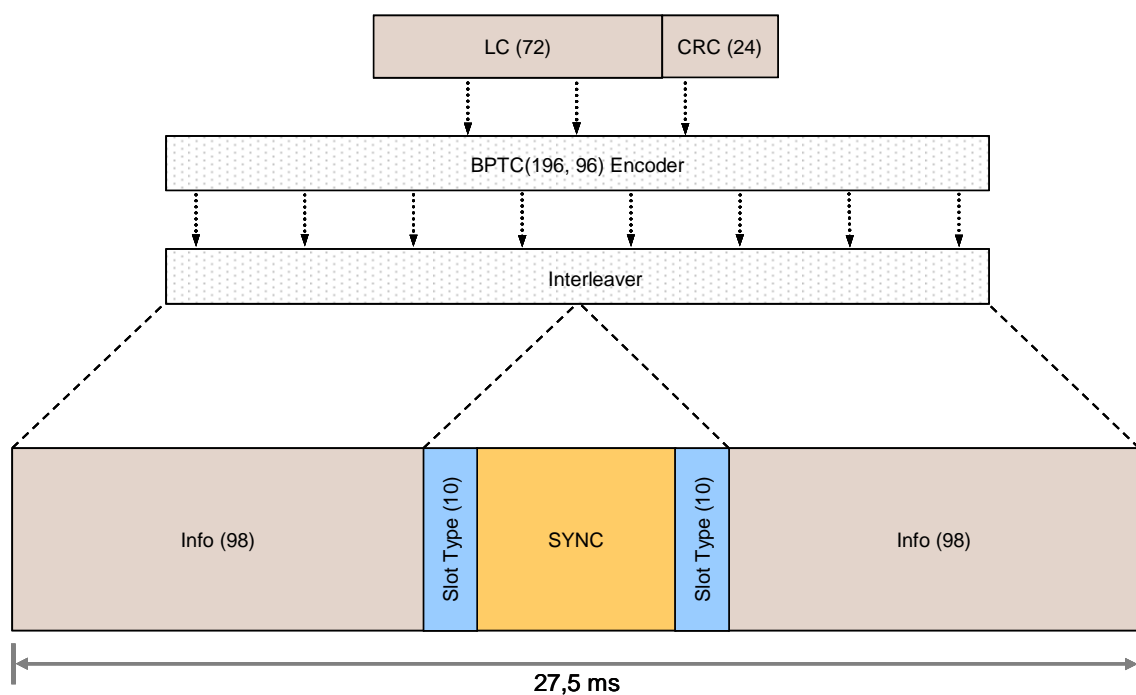 LC (72)
CRC (24)
BPTC(196, 96) Encoder
Interleaver
Info (98)
Slot Type (10)
SYNC
Slot Type (10)
Info (98)
27,5 ms